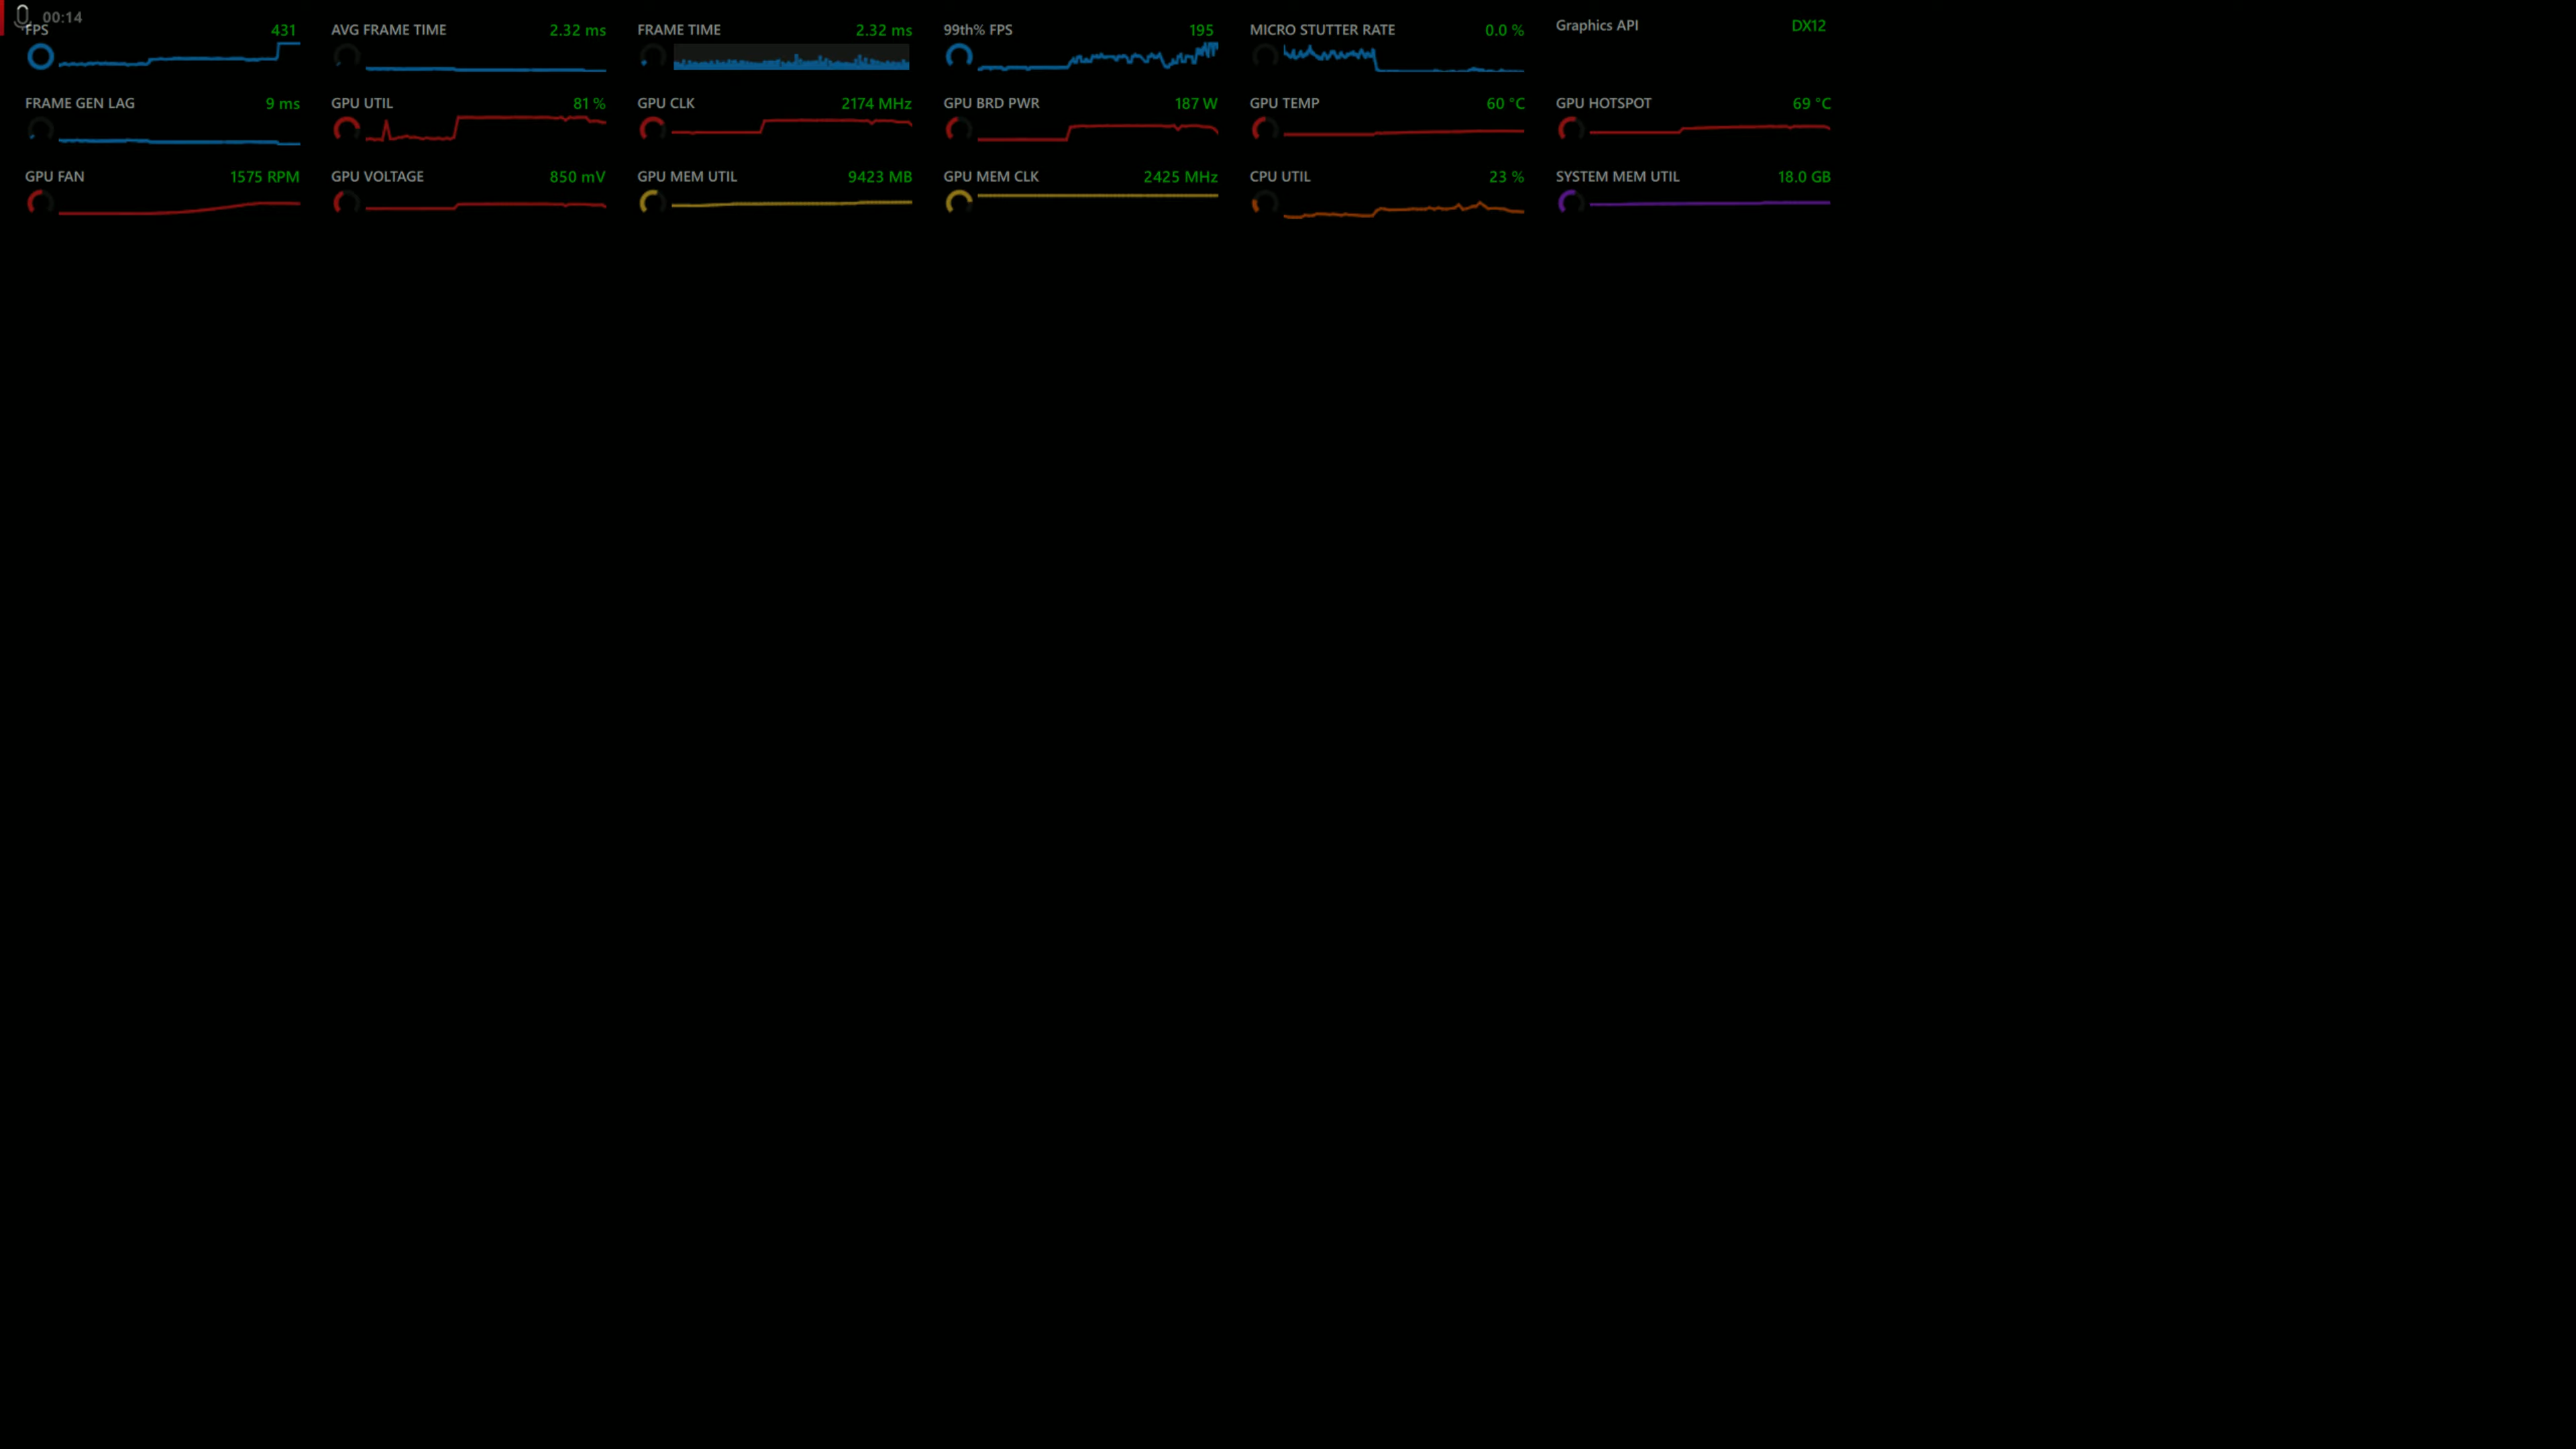 00:14
FPS 431 AVG FRAME TIME 2.32 ms FRAME TIME 2.32 ms 99th% FPS 195 MICRO STUTTER RATE 0.0 % Graphics API DX12
FRAME GEN LAG 9 ms GPU UTIL 81 % GPU CLK 2174 MHz GPU BRD PWR 187 W GPU TEMP 60 °C GPU HOTSPOT 69 °C
GPU FAN 1575 RPM GPU VOLTAGE 850 mV GPU MEM UTIL 9423 MB GPU MEM CLK 2425 MHz CPU UTIL 23 % SYSTEM MEM UTIL 18.0 GB